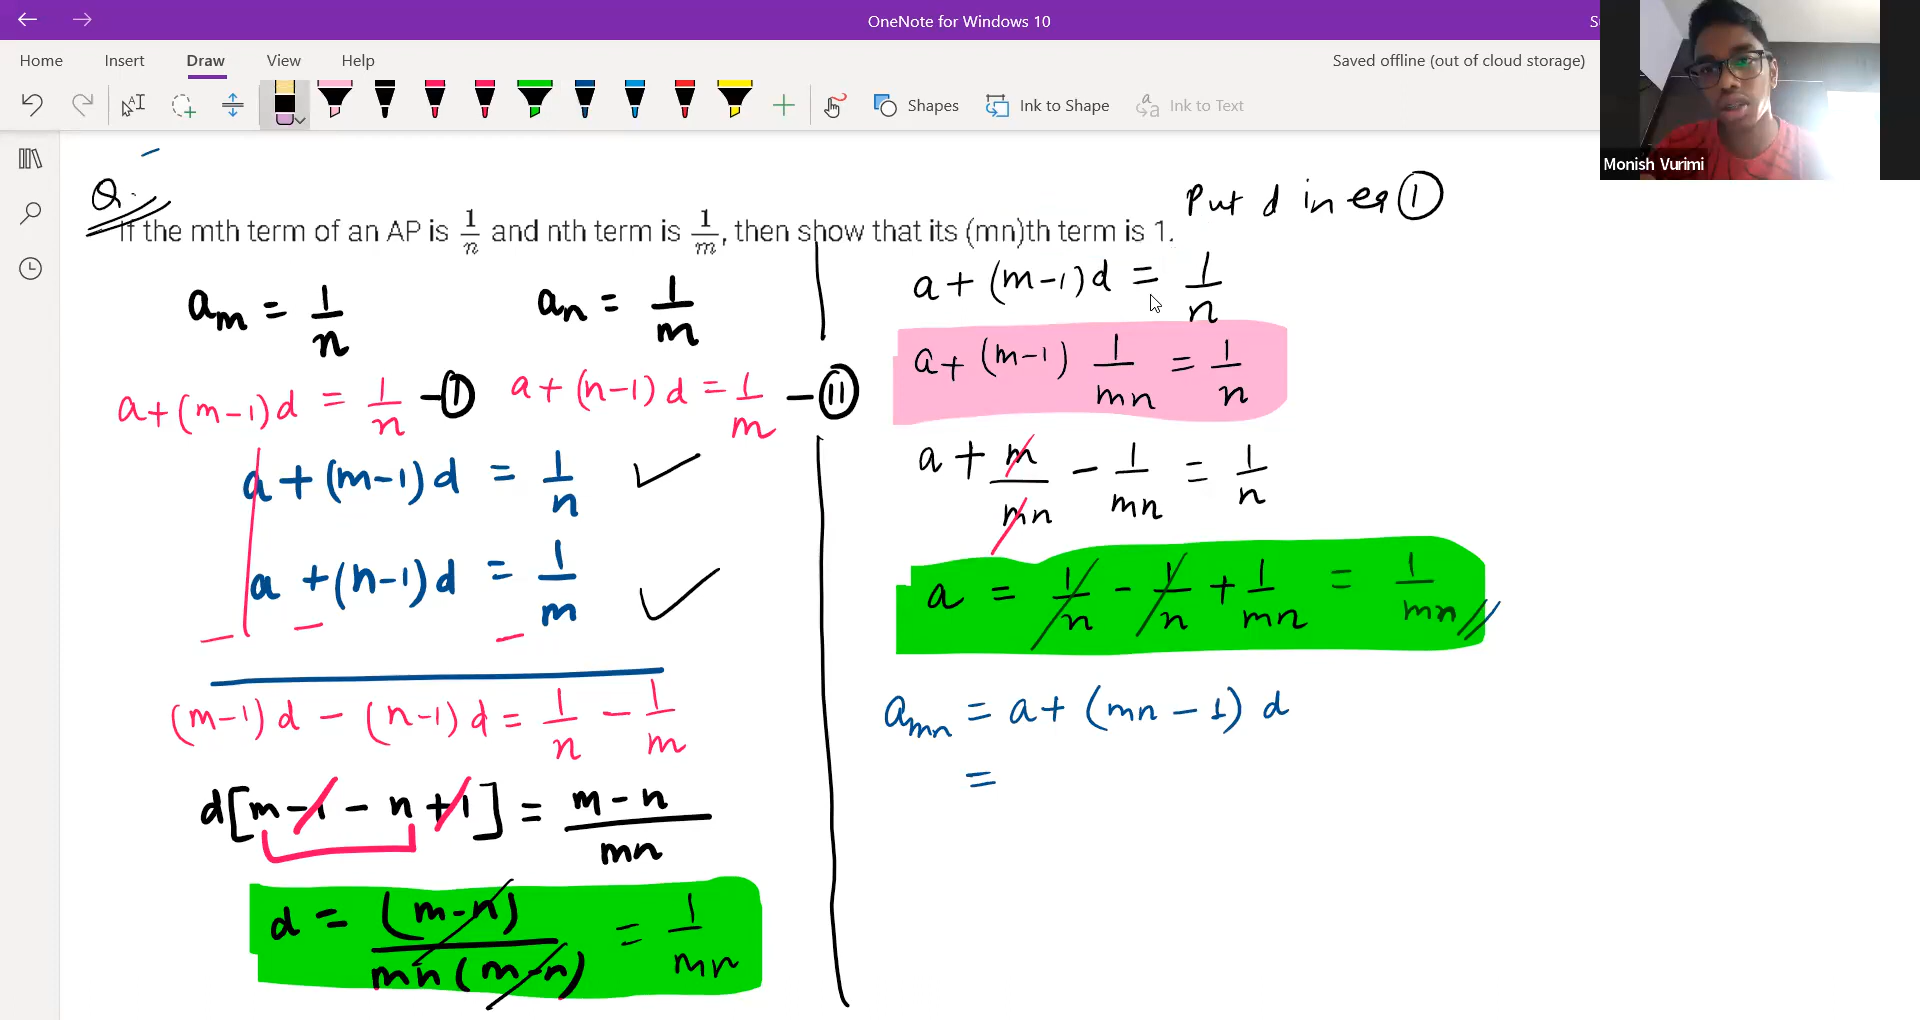 OneNote for Windows 10
Home Insert Draw View Help
Saved offline (out of cloud storage)
Shapes Ink to Shape Ink to Text
Monish Vurimi
Q.
If the mth term of an AP is 1/n and nth term is 1/m, then show that its (mn)th term is 1.
aₘ = 1/n aₙ = 1/m
a+(m-1)d = 1/n - (I) a+(n-1)d = 1/m - (II)
a+(m-1)d = 1/n
a+(n-1)d = 1/m
- - -
(m-1)d - (n-1)d = 1/n - 1/m
d[m-1-n+1] = (m-n)/mn
d = (m-n)/mn(m-n) = 1/mn
Put d in eq (1)
a+(m-1)d = 1/n
a+(m-1) 1/mn = 1/n
a + m/mn - 1/mn = 1/n
a = 1/n - 1/n + 1/mn = 1/mn
aₘₙ = a+(mn-1)d
=